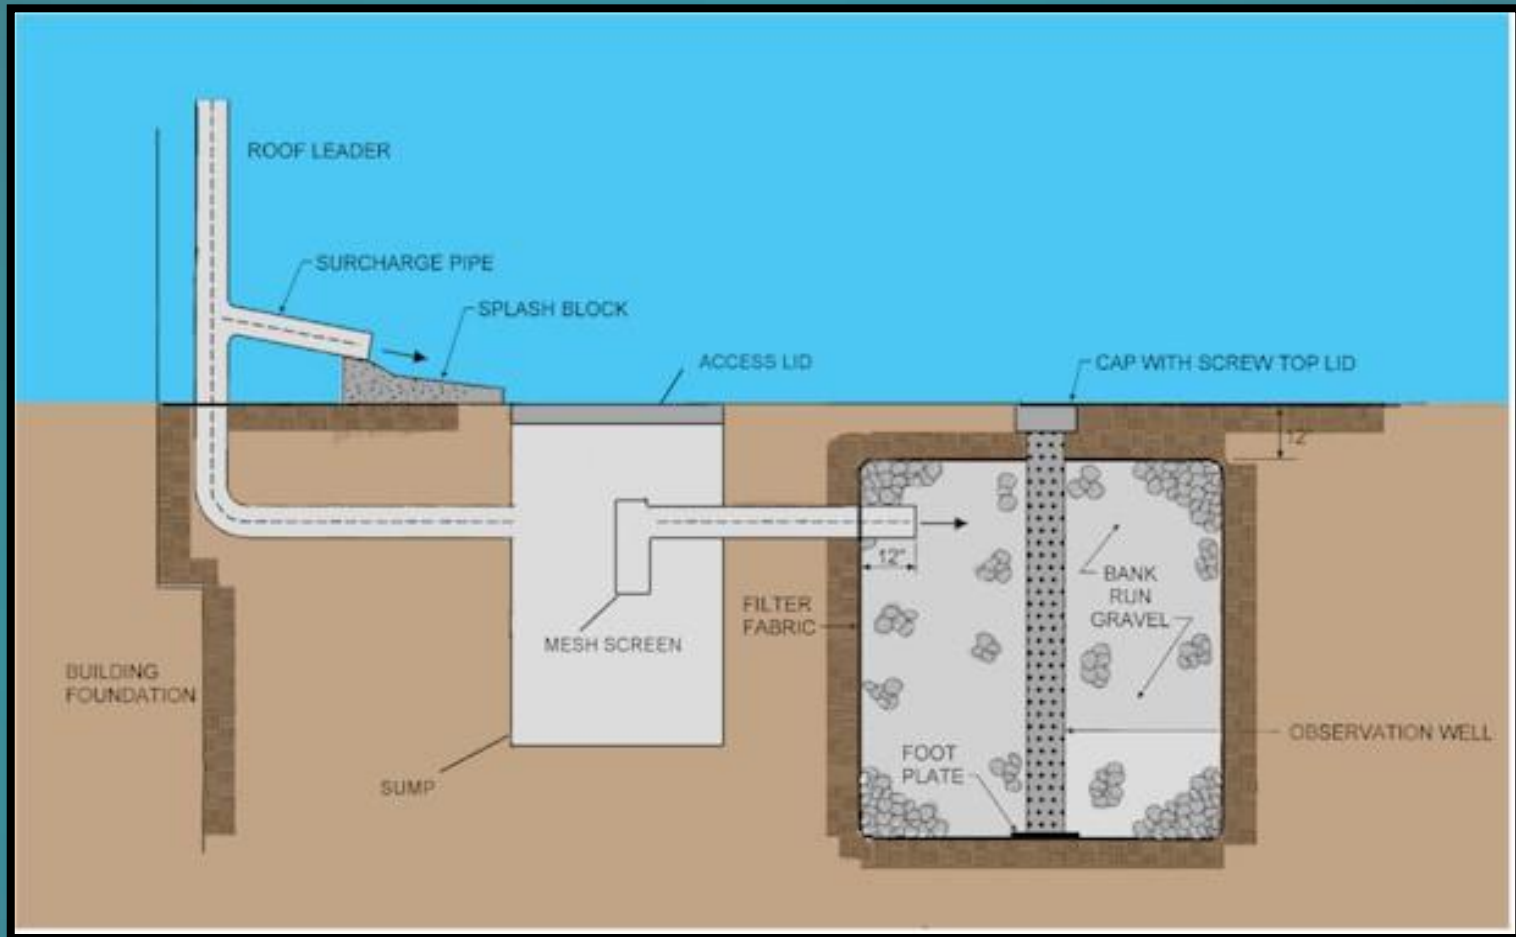 ROOF LEADER
SURCHARGE PIPE
SPLASH BLOCK
ACCESS LID
CAP WITH SCREW TOP LID
12"
12"
BANK
RUN
GRAVEL
FILTER
FABRIC
MESH SCREEN
BUILDING
FOUNDATION
OBSERVATION WELL
FOOT
PLATE
SUMP